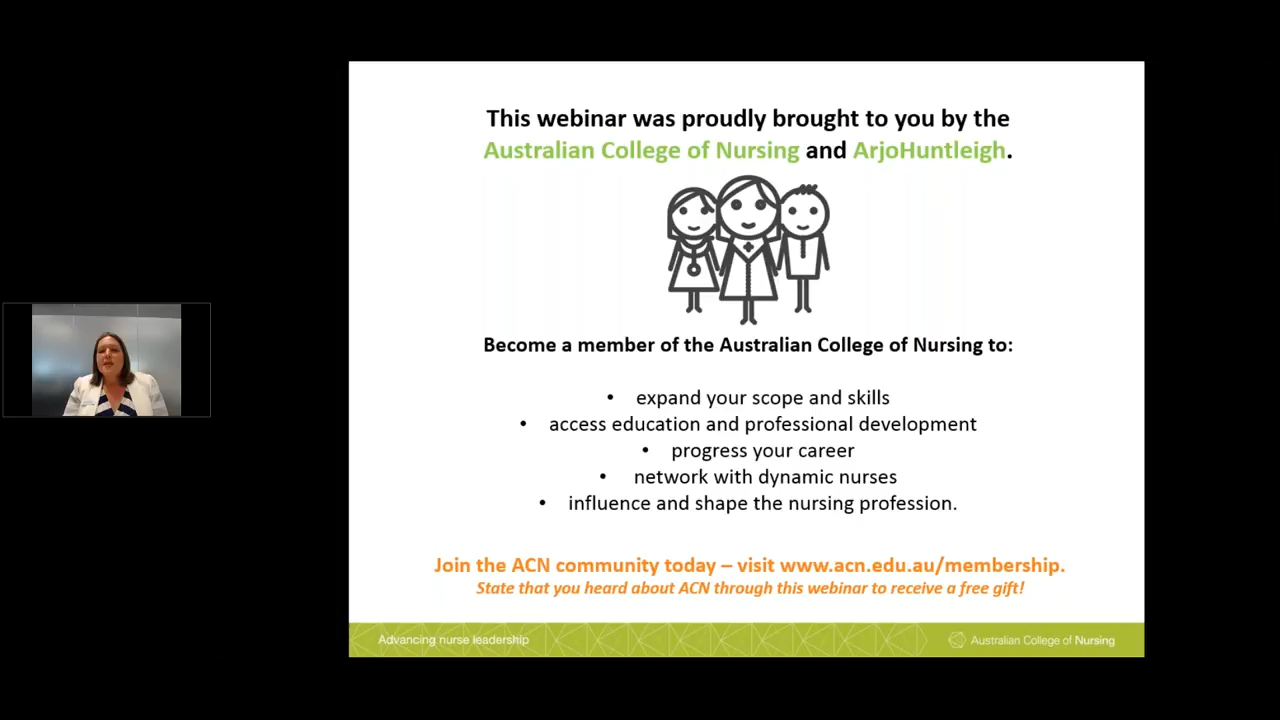 This webinar was proudly brought to you by the
Australian College of Nursing and ArjoHuntleigh.
Become a member of the Australian College of Nursing to:
• expand your scope and skills
• access education and professional development
• progress your career
• network with dynamic nurses
• influence and shape the nursing profession.
Join the ACN community today – visit www.acn.edu.au/membership.
State that you heard about ACN through this webinar to receive a free gift!
Advancing nurse leadership
Australian College of Nursing